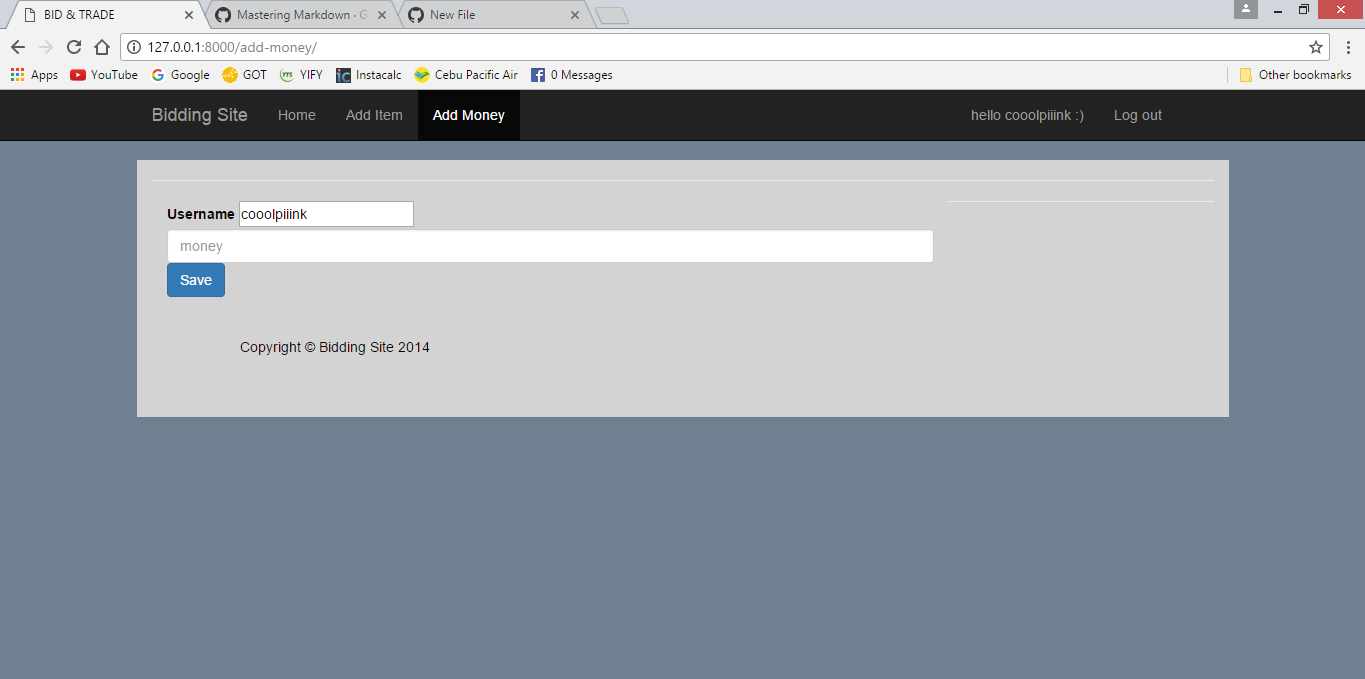 BID & TRADE
Mastering Markdown - G
New File
127.0.0.1:8000/add-money/
Apps YouTube Google GOT YIFY Instacalc Cebu Pacific Air 0 Messages Other bookmarks
Bidding Site Home Add Item Add Money hello cooolpiiink :) Log out
Username cooolpiiink
money
Save
Copyright © Bidding Site 2014